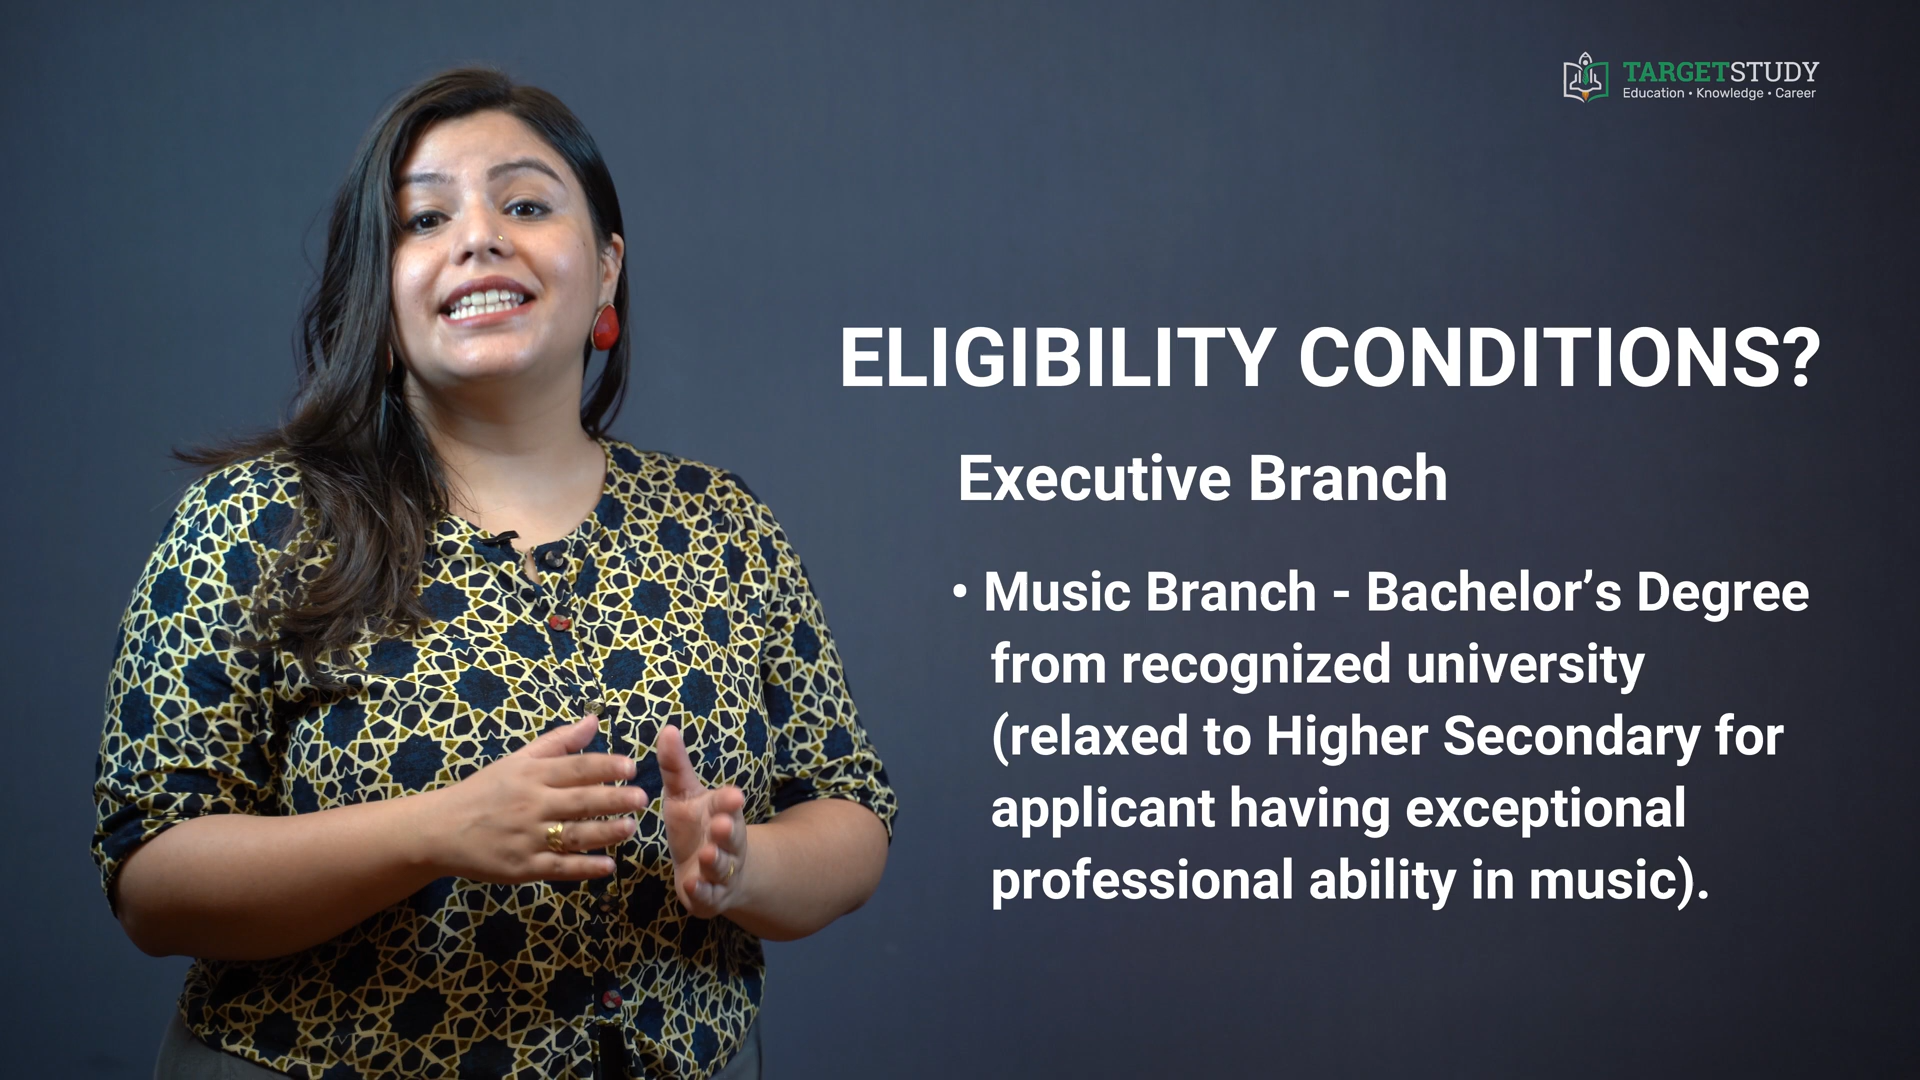 TARGETSTUDY
Education • Knowledge • Career
ELIGIBILITY CONDITIONS?
Executive Branch
• Music Branch - Bachelor’s Degree
from recognized university
(relaxed to Higher Secondary for
applicant having exceptional
professional ability in music).